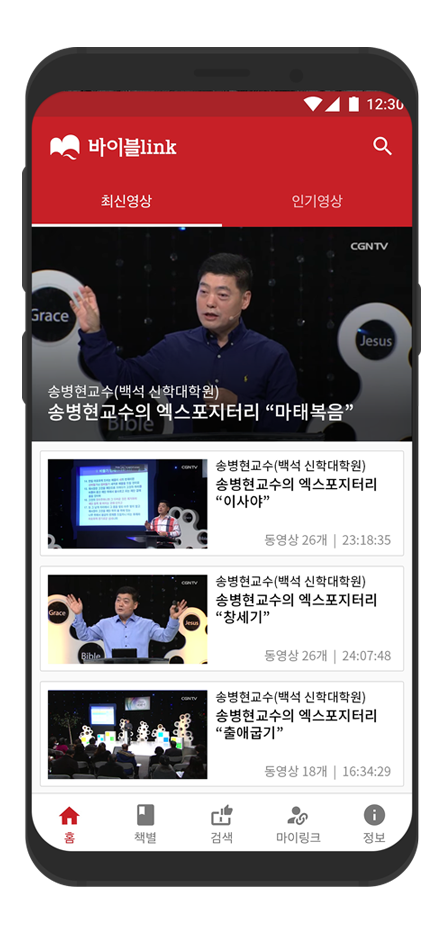 12:30
바이블link
최신영상
인기영상
CGNTV
Grace
Jesus
Bible
송병현교수(백석 신학대학원)
송병현교수의 엑스포지터리 “마태복음”
CGNTV
송병현교수(백석 신학대학원)
송병현교수의 엑스포지터리
“이사야”
동영상 26개 | 23:18:35
CGNTV
Grace
Jesus
Bible
송병현교수(백석 신학대학원)
송병현교수의 엑스포지터리
“창세기”
동영상 26개 | 24:07:48
CGNTV
송병현교수(백석 신학대학원)
송병현교수의 엑스포지터리
“출애굽기”
동영상 18개 | 16:34:29
홈
책별
검색
마이링크
정보